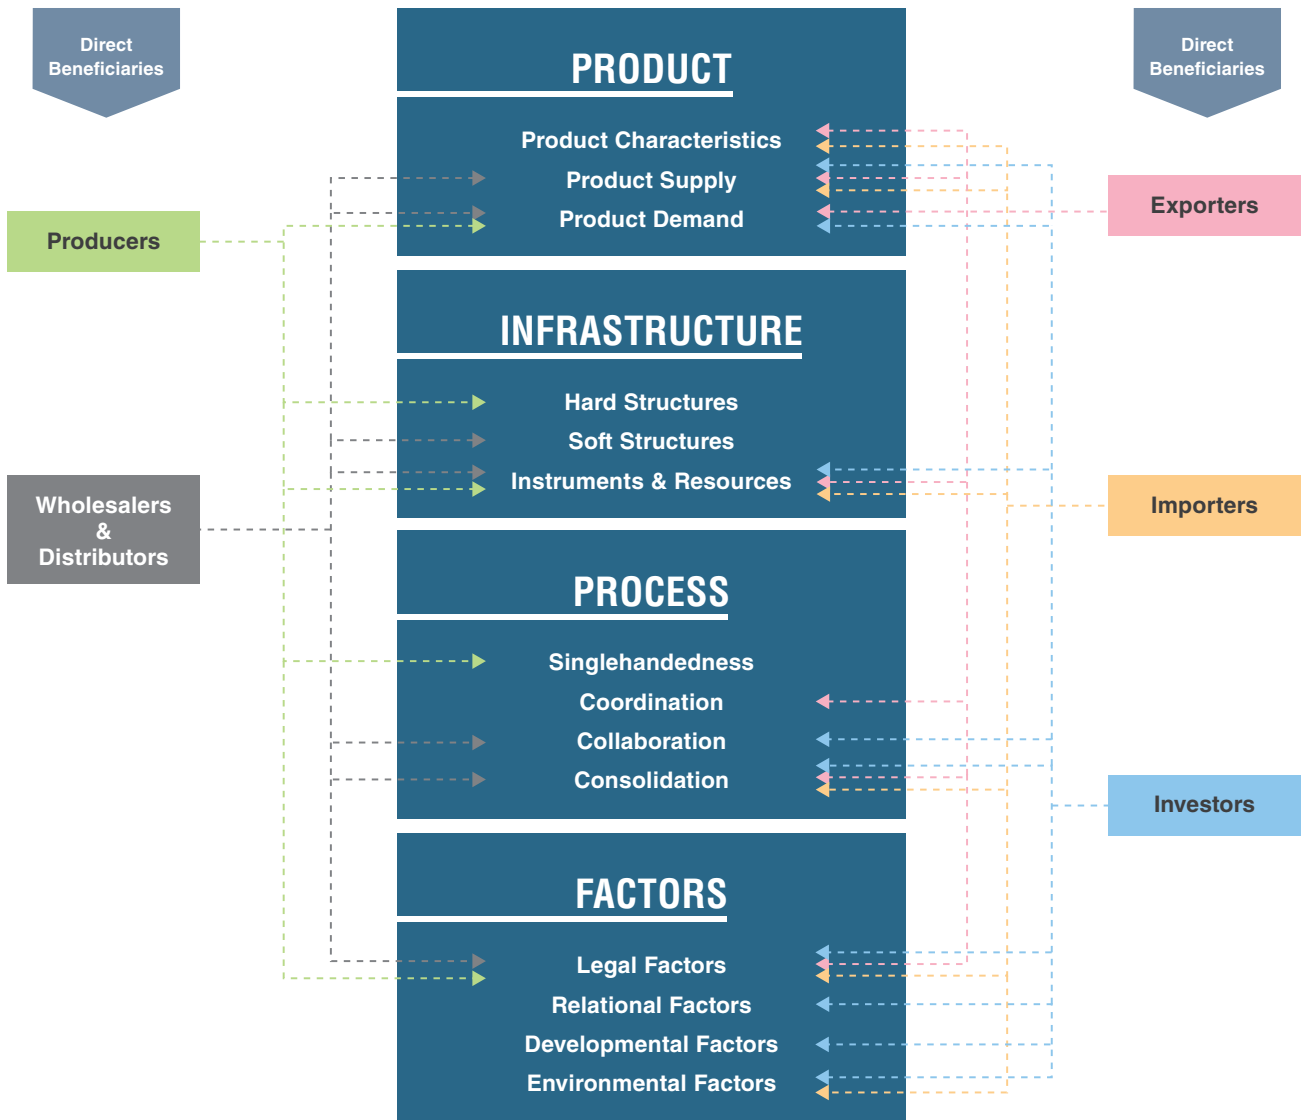 Direct
Beneficiaries
Direct
Beneficiaries
PRODUCT
Product Characteristics
Product Supply
Product Demand
Producers
Exporters
INFRASTRUCTURE
Hard Structures
Soft Structures
Instruments & Resources
Wholesalers
&
Distributors
Importers
PROCESS
Singlehandedness
Coordination
Collaboration
Consolidation
Investors
FACTORS
Legal Factors
Relational Factors
Developmental Factors
Environmental Factors